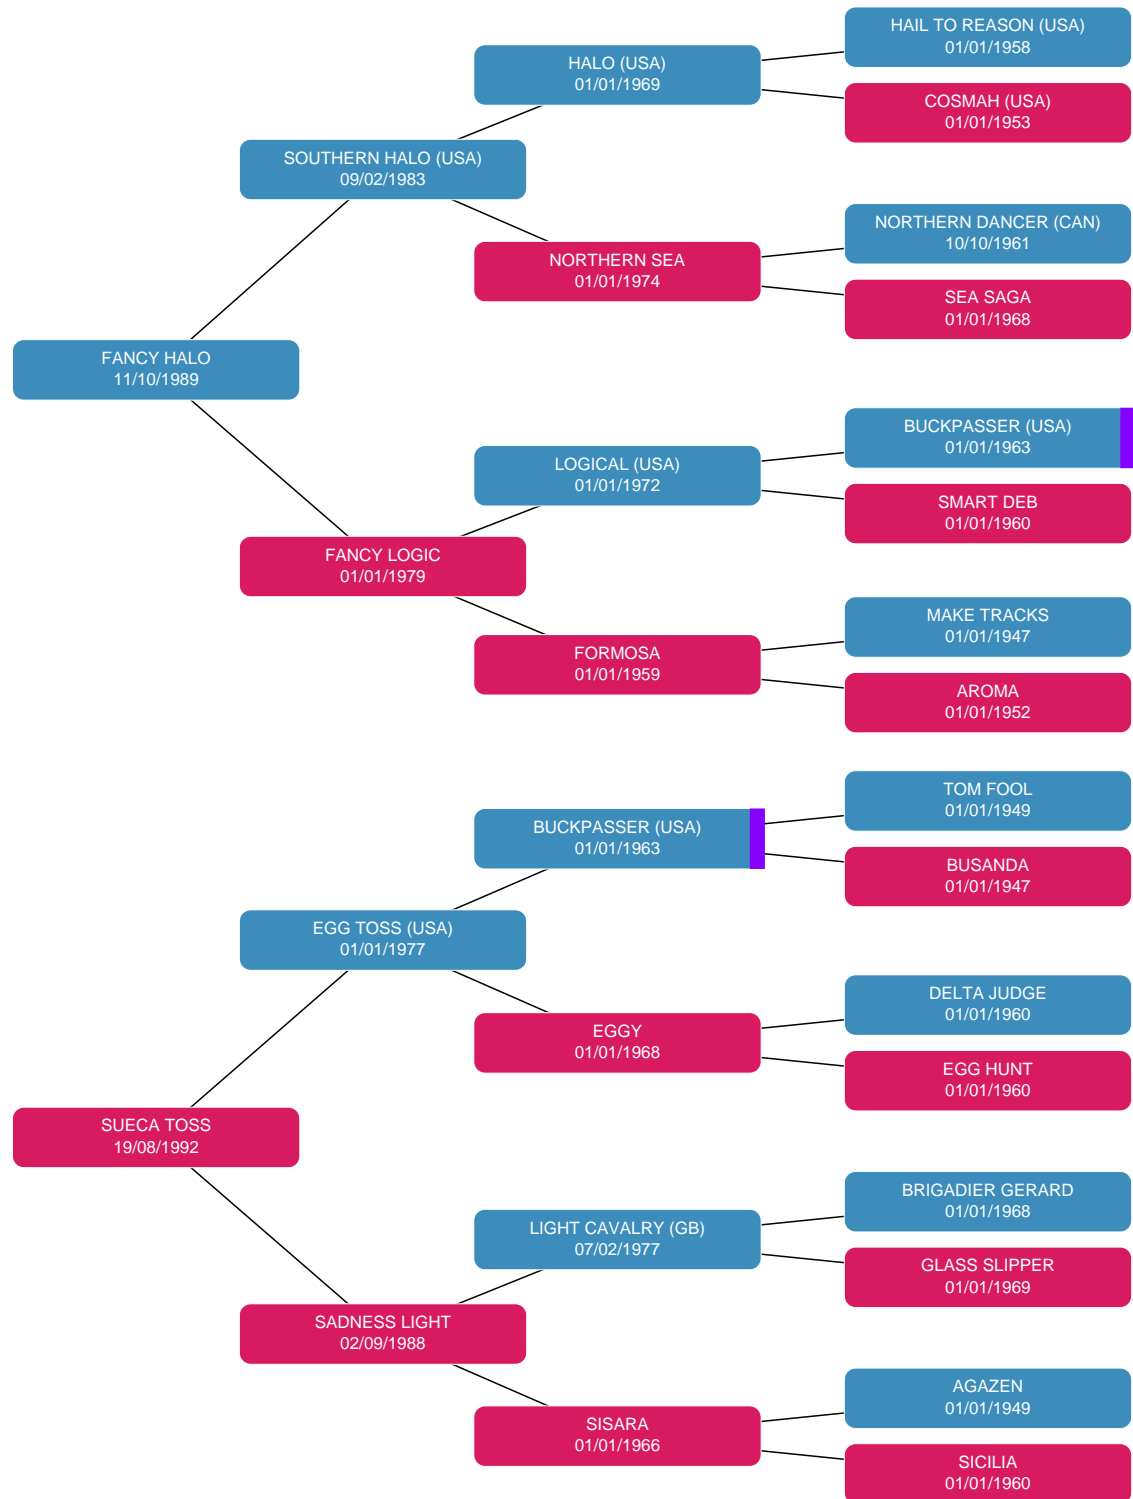 HAIL TO REASON (USA)
01/01/1958
HALO (USA)
01/01/1969
COSMAH (USA)
01/01/1953
SOUTHERN HALO (USA)
09/02/1983
NORTHERN DANCER (CAN)
10/10/1961
NORTHERN SEA
01/01/1974
SEA SAGA
01/01/1968
FANCY HALO
11/10/1989
BUCKPASSER (USA)
01/01/1963
LOGICAL (USA)
01/01/1972
SMART DEB
01/01/1960
FANCY LOGIC
01/01/1979
MAKE TRACKS
01/01/1947
FORMOSA
01/01/1959
AROMA
01/01/1952
TOM FOOL
01/01/1949
BUCKPASSER (USA)
01/01/1963
BUSANDA
01/01/1947
EGG TOSS (USA)
01/01/1977
DELTA JUDGE
01/01/1960
EGGY
01/01/1968
EGG HUNT
01/01/1960
SUECA TOSS
19/08/1992
BRIGADIER GERARD
01/01/1968
LIGHT CAVALRY (GB)
07/02/1977
GLASS SLIPPER
01/01/1969
SADNESS LIGHT
02/09/1988
AGAZEN
01/01/1949
SISARA
01/01/1966
SICILIA
01/01/1960